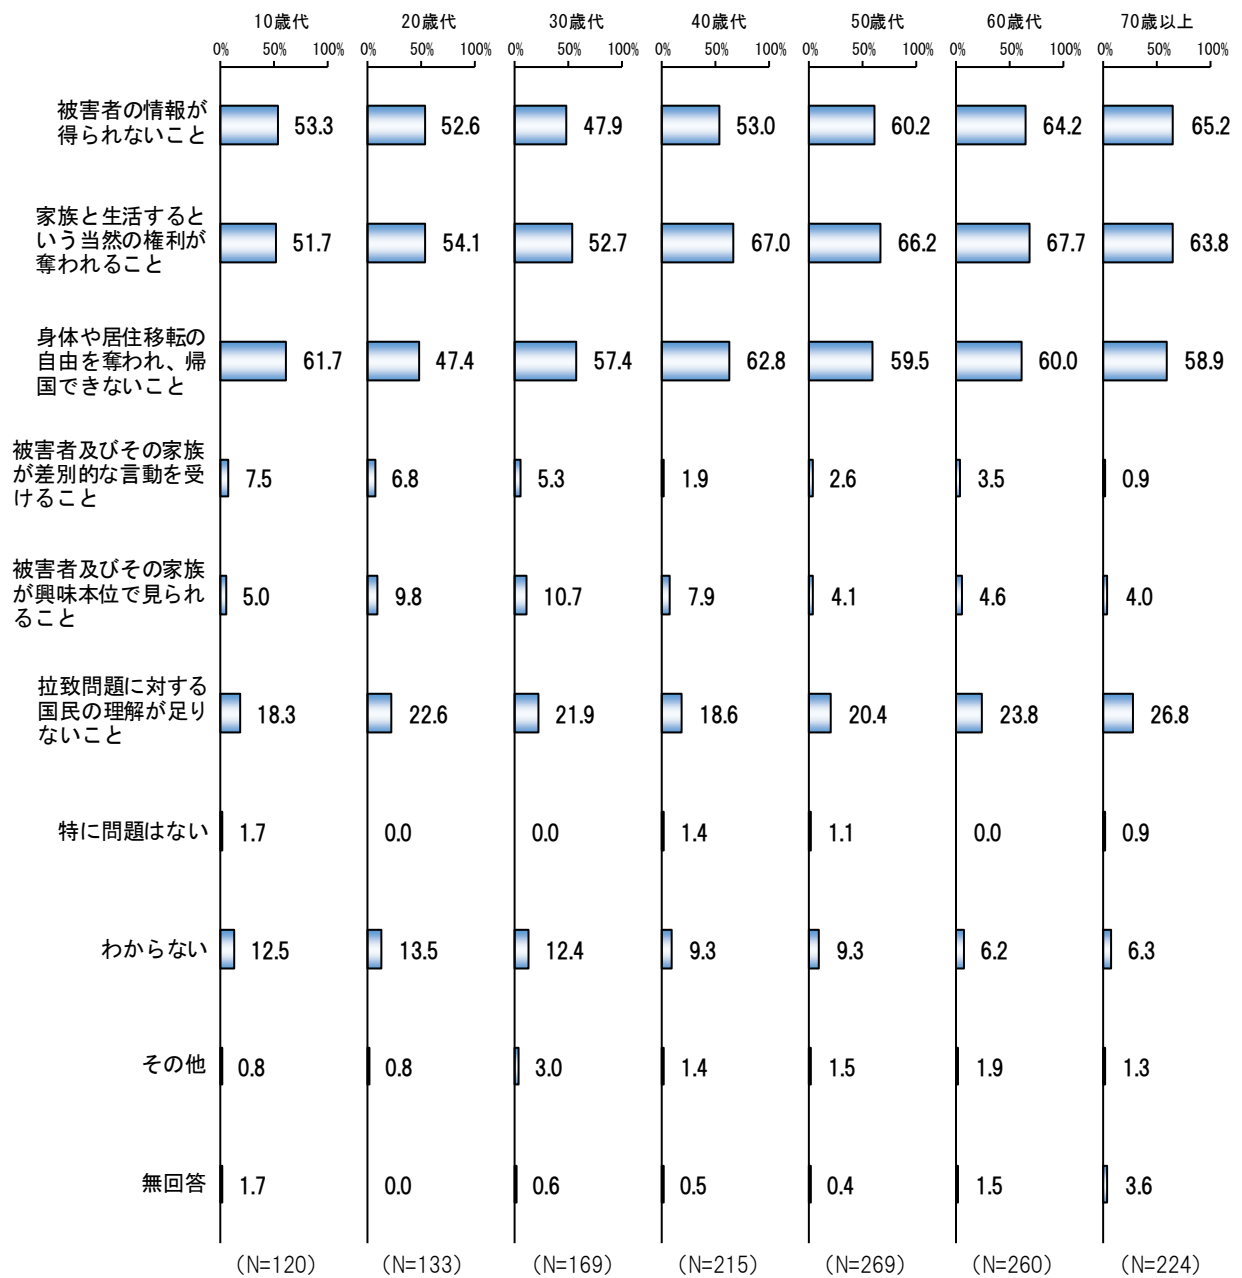 10歳代 20歳代 30歳代 40歳代 50歳代 60歳代 70歳以上
0% 50% 100% 0% 50% 100% 0% 50% 100% 0% 50% 100% 0% 50% 100% 0% 50% 100% 0% 50% 100%
被害者の情報が
得られないこと
53.3 52.6 47.9 53.0 60.2 64.2 65.2
家族と生活すると
いう当然の権利が
奪われること
51.7 54.1 52.7 67.0 66.2 67.7 63.8
身体や居住移転の
自由を奪われ、帰
国できないこと
61.7 47.4 57.4 62.8 59.5 60.0 58.9
被害者及びその家族
が差別的な言動を受
けること
7.5 6.8 5.3 1.9 2.6 3.5 0.9
被害者及びその家族
が興味本位で見られ
ること
5.0 9.8 10.7 7.9 4.1 4.6 4.0
拉致問題に対する
国民の理解が足り
ないこと
18.3 22.6 21.9 18.6 20.4 23.8 26.8
特に問題はない
1.7 0.0 0.0 1.4 1.1 0.0 0.9
わからない
12.5 13.5 12.4 9.3 9.3 6.2 6.3
その他
0.8 0.8 3.0 1.4 1.5 1.9 1.3
無回答
1.7 0.0 0.6 0.5 0.4 1.5 3.6
(N=120) (N=133) (N=169) (N=215) (N=269) (N=260) (N=224)